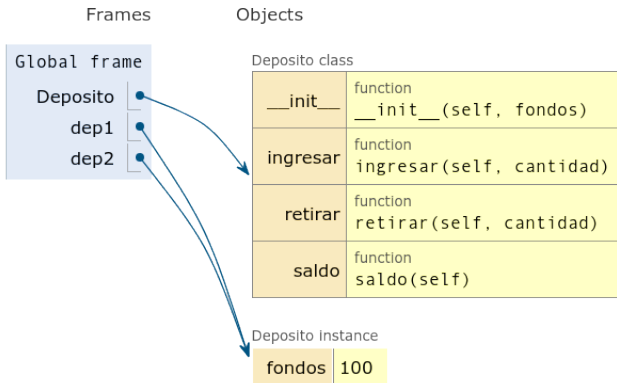 Frames Objects
Global frame
Deposito
dep1
dep2
Deposito class
__init__
function
__init__(self, fondos)
ingresar
function
ingresar(self, cantidad)
retirar
function
retirar(self, cantidad)
saldo
function
saldo(self)
Deposito instance
fondos 100